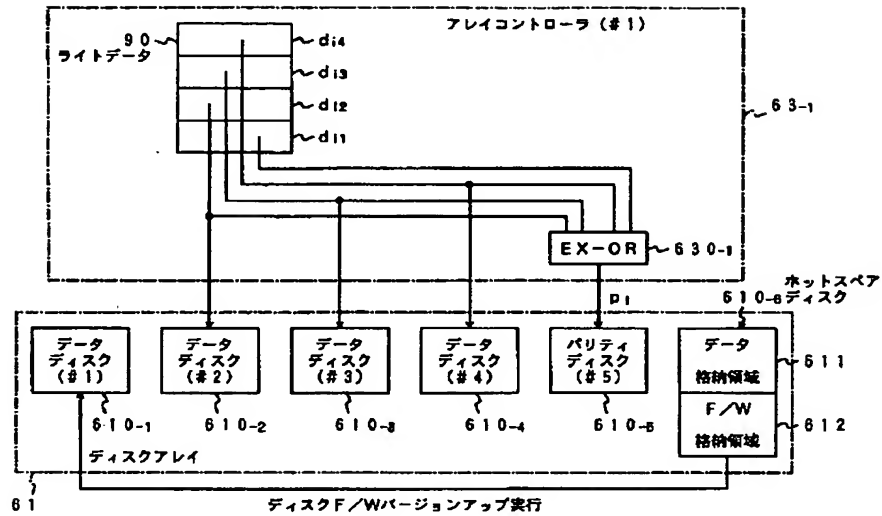 アレイコントローラ(#1)
90
ライトデータ
di4
di3
di2
di1
63-1
EX-OR
630-1
Pi
ホットスペア
ディスク
610-6
データ
ディスク
(#1)
データ
ディスク
(#2)
データ
ディスク
(#3)
データ
ディスク
(#4)
パリティ
ディスク
(#5)
データ
格納領域
611
F/W
格納領域
612
610-1
610-2
610-3
610-4
610-5
ディスクアレイ
61
ディスクF/Wバージョンアップ実行